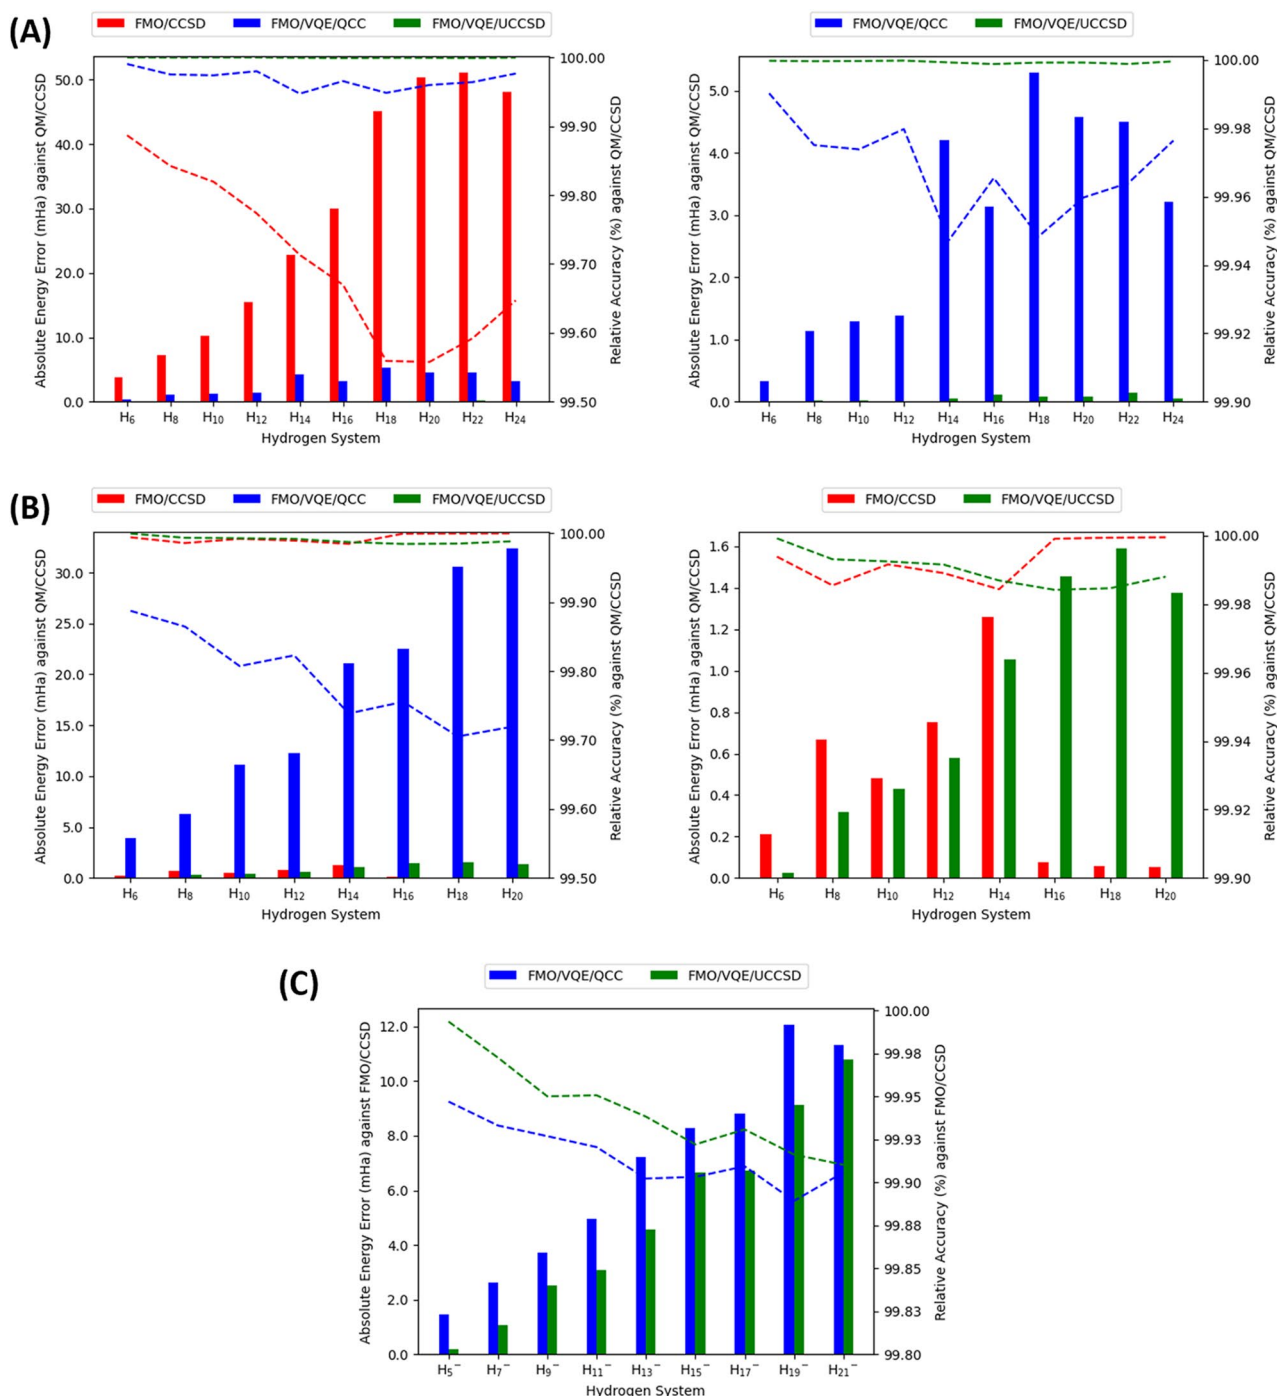 (A)
FMO/CCSD FMO/VQE/QCC FMO/VQE/UCCSD
Absolute Energy Error (mHa) against QM/CCSD
50.0
40.0
30.0
20.0
10.0
0.0
100.00
99.90
99.80
99.70
99.60
99.50
Relative Accuracy (%) against QM/CCSD
H₆ H₈ H₁₀ H₁₂ H₁₄ H₁₆ H₁₈ H₂₀ H₂₂ H₂₄
Hydrogen System
FMO/VQE/QCC FMO/VQE/UCCSD
Absolute Energy Error (mHa) against QM/CCSD
5.0
4.0
3.0
2.0
1.0
0.0
100.00
99.98
99.96
99.94
99.92
99.90
Relative Accuracy (%) against QM/CCSD
H₆ H₈ H₁₀ H₁₂ H₁₄ H₁₆ H₁₈ H₂₀ H₂₂ H₂₄
Hydrogen System
(B)
FMO/CCSD FMO/VQE/QCC FMO/VQE/UCCSD
Absolute Energy Error (mHa) against QM/CCSD
30.0
25.0
20.0
15.0
10.0
5.0
0.0
100.00
99.90
99.80
99.70
99.60
99.50
Relative Accuracy (%) against QM/CCSD
H₆ H₈ H₁₀ H₁₂ H₁₄ H₁₆ H₁₈ H₂₀
Hydrogen System
FMO/CCSD FMO/VQE/UCCSD
Absolute Energy Error (mHa) against QM/CCSD
1.6
1.4
1.2
1.0
0.8
0.6
0.4
0.2
0.0
100.00
99.98
99.96
99.94
99.92
99.90
Relative Accuracy (%) against QM/CCSD
H₆ H₈ H₁₀ H₁₂ H₁₄ H₁₆ H₁₈ H₂₀
Hydrogen System
(C)
FMO/VQE/QCC FMO/VQE/UCCSD
Absolute Energy Error (mHa) against FMO/CCSD
12.0
10.0
8.0
6.0
4.0
2.0
0.0
100.00
99.98
99.95
99.93
99.90
99.88
99.85
99.83
99.80
Relative Accuracy (%) against FMO/CCSD
H₅⁻ H₇⁻ H₉⁻ H₁₁⁻ H₁₃⁻ H₁₅⁻ H₁₇⁻ H₁₉⁻ H₂₁⁻
Hydrogen System